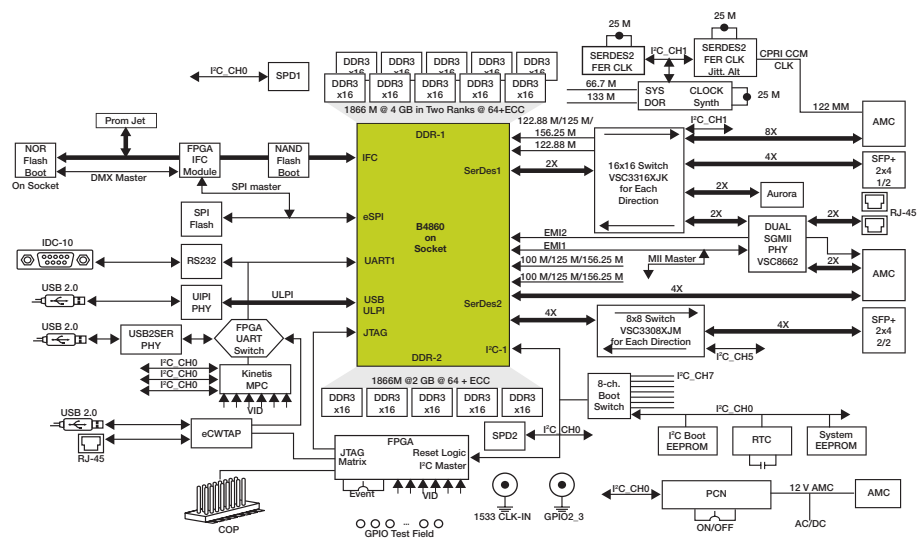 25 M
25 M
DDR3
DDR3
DDR3
DDR3
DDR3
x16
x16
DDR3
x16
DDR3
x16
DDR3
x16
DDR3
x16
DDR3
x16
1866 M @ 4 GB in Two Ranks @ 64+ECC
I²C_CH0
SPD1
SERDES2
FER CLK
I²C_CH1
SERDES2
FER CLK
Jitt. Alt
CPRI CCM
CLK
66.7 M
133 M
SYS
DOR
CLOCK
Synth
25 M
122 MM
AMC
Prom Jet
NOR
Flash
Boot
On Socket
DMX Master
FPGA
IFC
Module
NAND
Flash
Boot
SPI master
SPI
Flash
IDC-10
RS232
USB 2.0
UIPI
PHY
ULPI
USB 2.0
USB2SER
PHY
FPGA
UART
Switch
I²C_CH0
I²C_CH0
I²C_CH0
Kinetis
MPC
VID
USB 2.0
RJ-45
eCWTAP
COP
DDR-1
IFC
SerDes1
eSPI
B4860
on
Socket
UART1
USB
ULPI
SerDes2
JTAG
I²C-1
DDR-2
122.88 M/125 M/
156.25 M
122.88 M
2X
I²C_CH1
16x16 Switch
VSC3316XJK
for Each
Direction
8X
4X
SFP+
2x4
1/2
2X
Aurora
RJ-45
2X
DUAL
SGMII
PHY
VSC8662
2X
EMI2
EMI1
MII Master
2X
AMC
100 M/125 M/156.25 M
100 M/125 M/156.25 M
4X
4X
8x8 Switch
VSC3308XJM
for Each Direction
4X
SFP+
2x4
2/2
I²C_CH5
1866M @2 GB @ 64 + ECC
DDR3
x16
DDR3
x16
DDR3
x16
DDR3
x16
DDR3
x16
8-ch.
Boot
Switch
I²C_CH7
I²C_CH0
I²C Boot
EEPROM
RTC
System
EEPROM
SPD2
I²C_CH0
FPGA
JTAG
Matrix
Reset Logic
I²C Master
Event
VID
GPIO Test Field
1533 CLK-IN
GPIO2_3
I²C_CH0
PCN
ON/OFF
12 V AMC
AC/DC
AMC